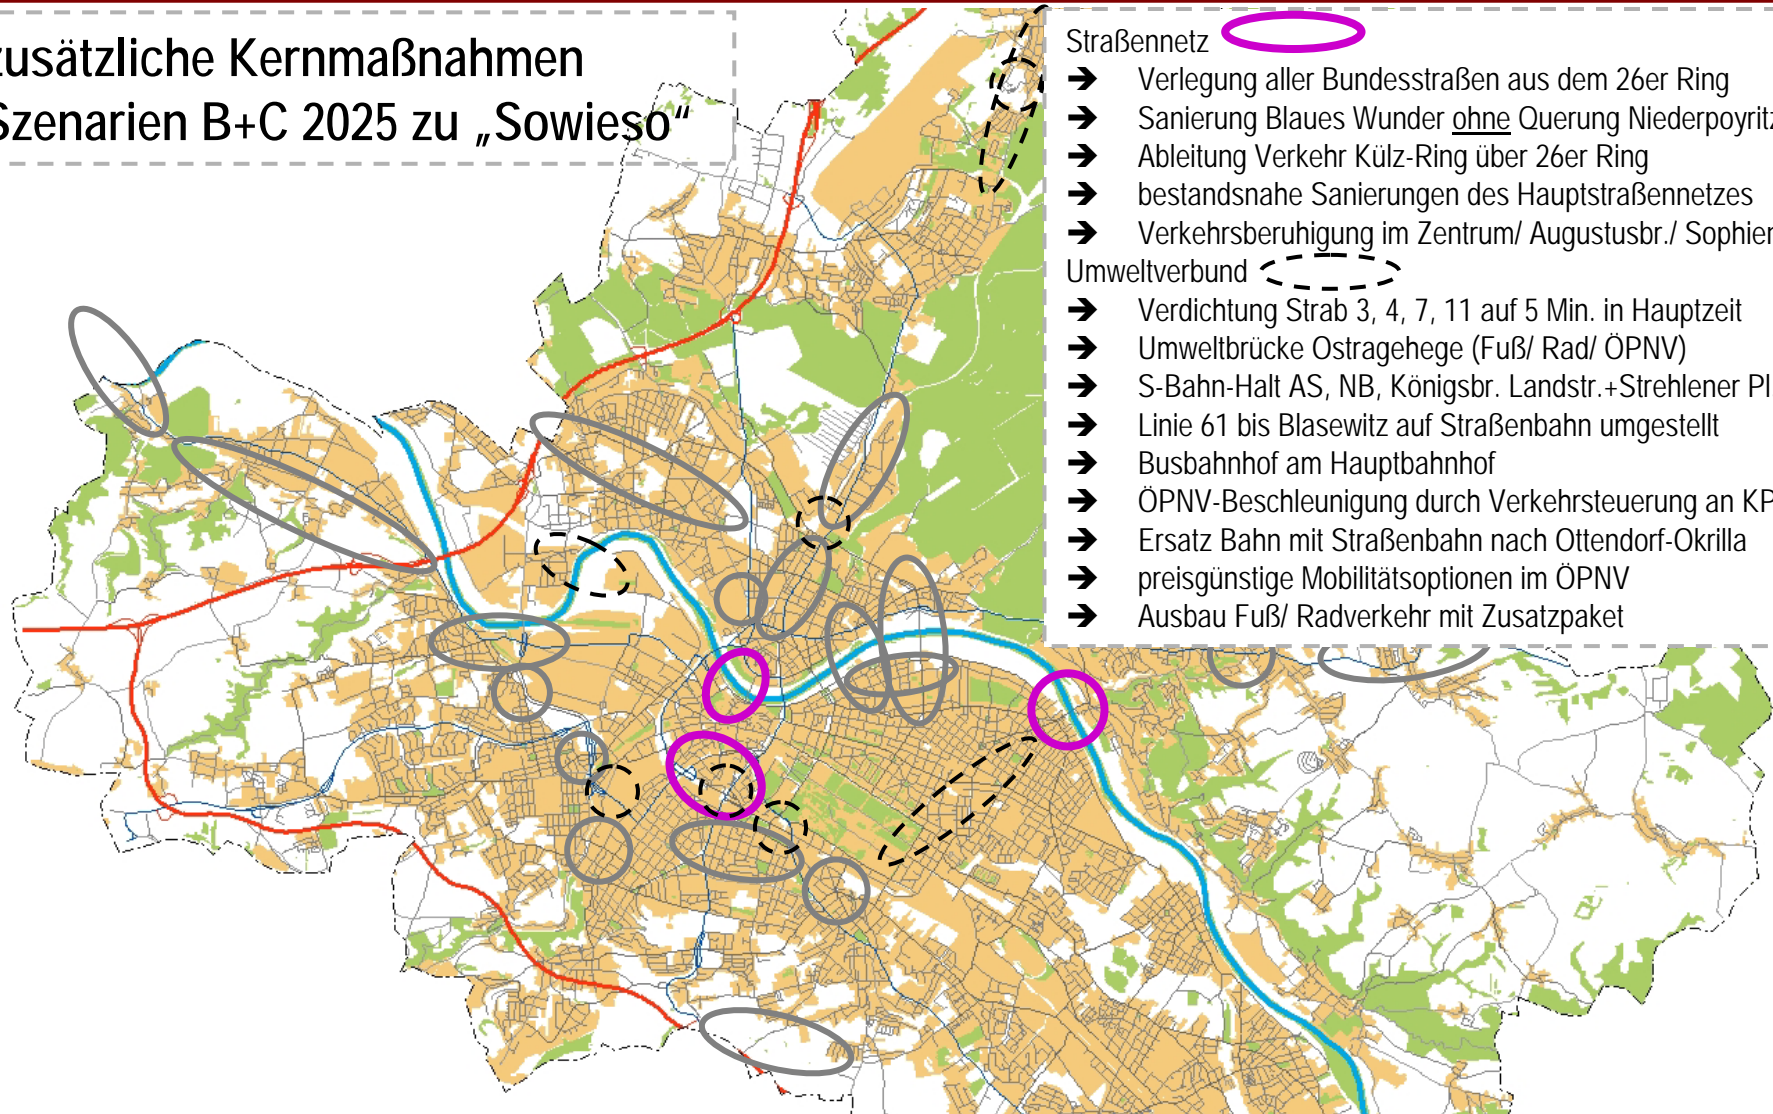 zusätzliche Kernmaßnahmen
Szenarien B+C 2025 zu „Sowieso“
Straßennetz
➔ Verlegung aller Bundesstraßen aus dem 26er Ring
➔ Sanierung Blaues Wunder ohne Querung Niederpoyritz
➔ Ableitung Verkehr Külz-Ring über 26er Ring
➔ bestandsnahe Sanierungen des Hauptstraßennetzes
➔ Verkehrsberuhigung im Zentrum/ Augustusbr./ Sophien
Umweltverbund
➔ Verdichtung Strab 3, 4, 7, 11 auf 5 Min. in Hauptzeit
➔ Umweltbrücke Ostragehege (Fuß/ Rad/ ÖPNV)
➔ S-Bahn-Halt AS, NB, Königsbr. Landstr.+Strehlener Pl
➔ Linie 61 bis Blasewitz auf Straßenbahn umgestellt
➔ Busbahnhof am Hauptbahnhof
➔ ÖPNV-Beschleunigung durch Verkehrsteuerung an KP
➔ Ersatz Bahn mit Straßenbahn nach Ottendorf-Okrilla
➔ preisgünstige Mobilitätsoptionen im ÖPNV
➔ Ausbau Fuß/ Radverkehr mit Zusatzpaket